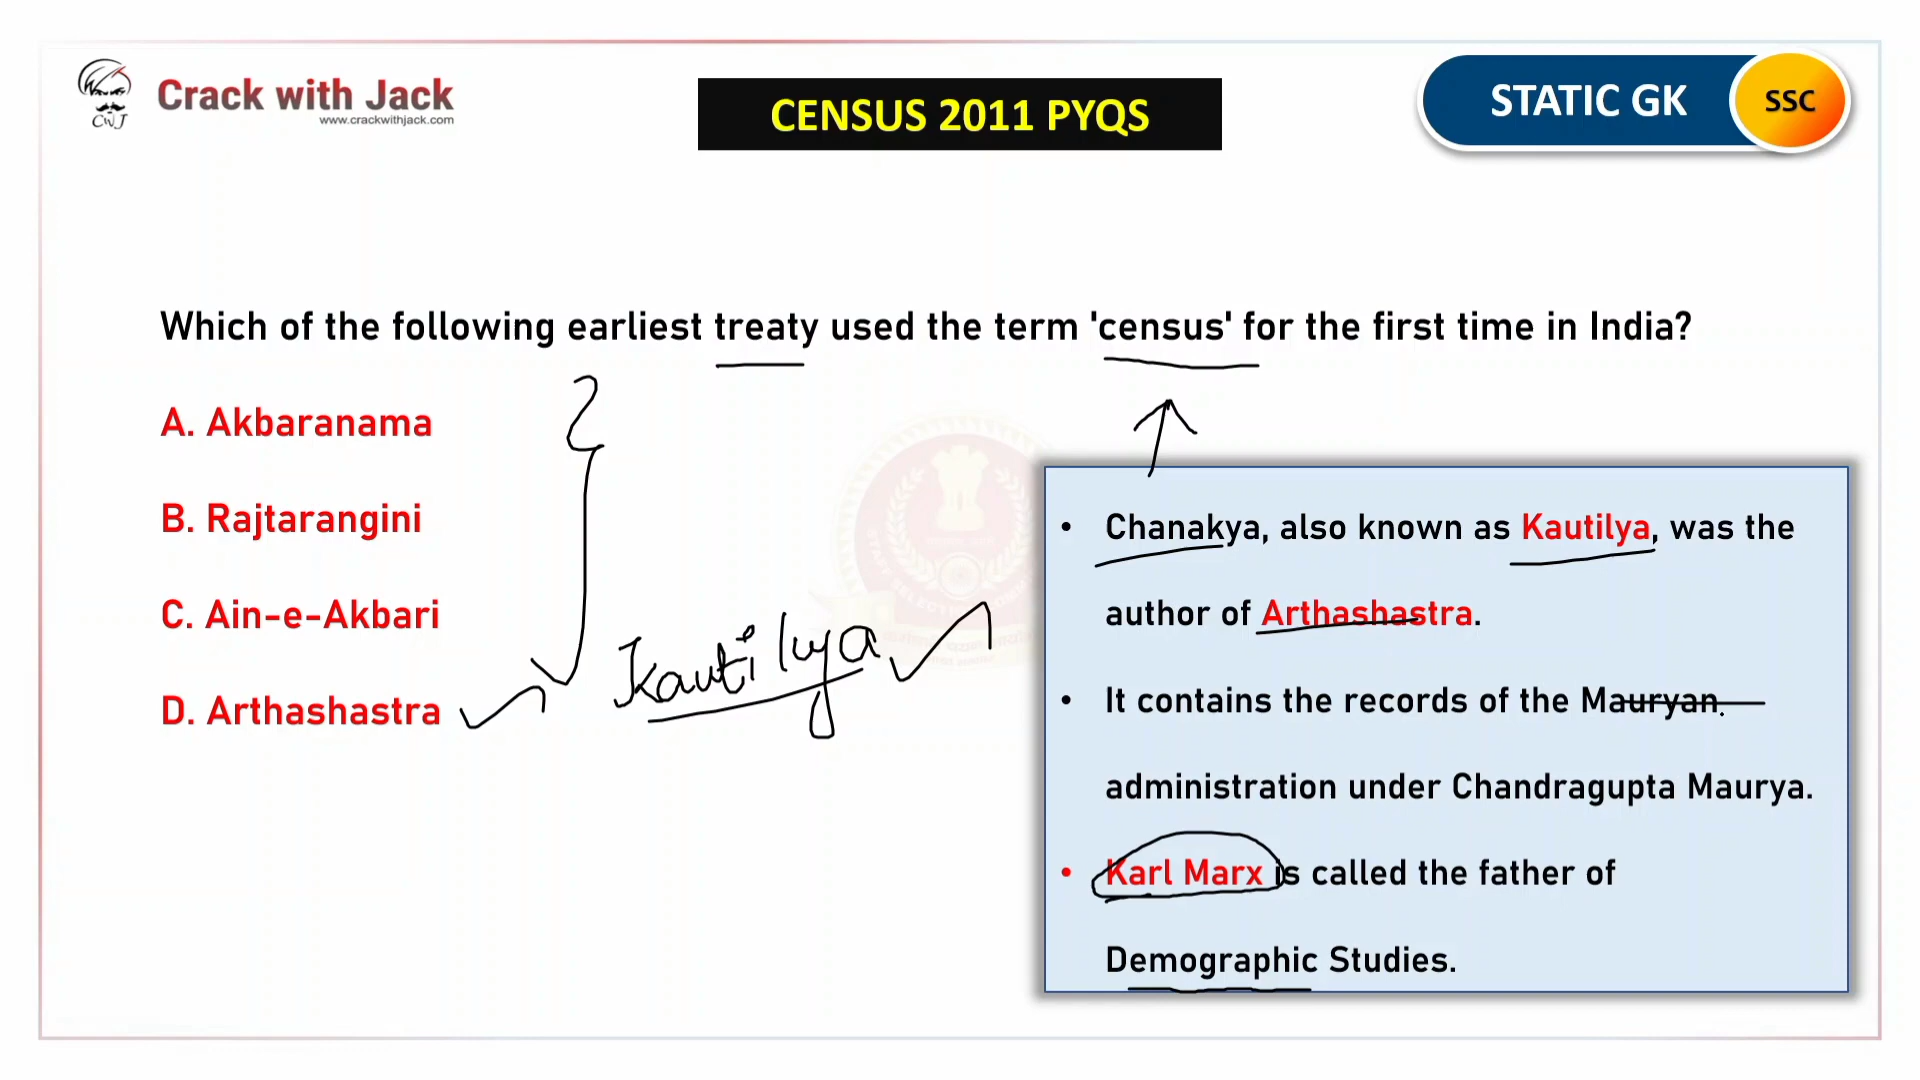 Crack with Jack
www.crackwithjack.com
CWJ
CENSUS 2011 PYQS
STATIC GK
SSC
Which of the following earliest treaty used the term 'census' for the first time in India?
A. Akbaranama
B. Rajtarangini
C. Ain-e-Akbari
D. Arthashastra
Kautilya
• Chanakya, also known as Kautilya, was the
author of Arthashastra.
• It contains the records of the Mauryan
administration under Chandragupta Maurya.
• Karl Marx is called the father of
Demographic Studies.